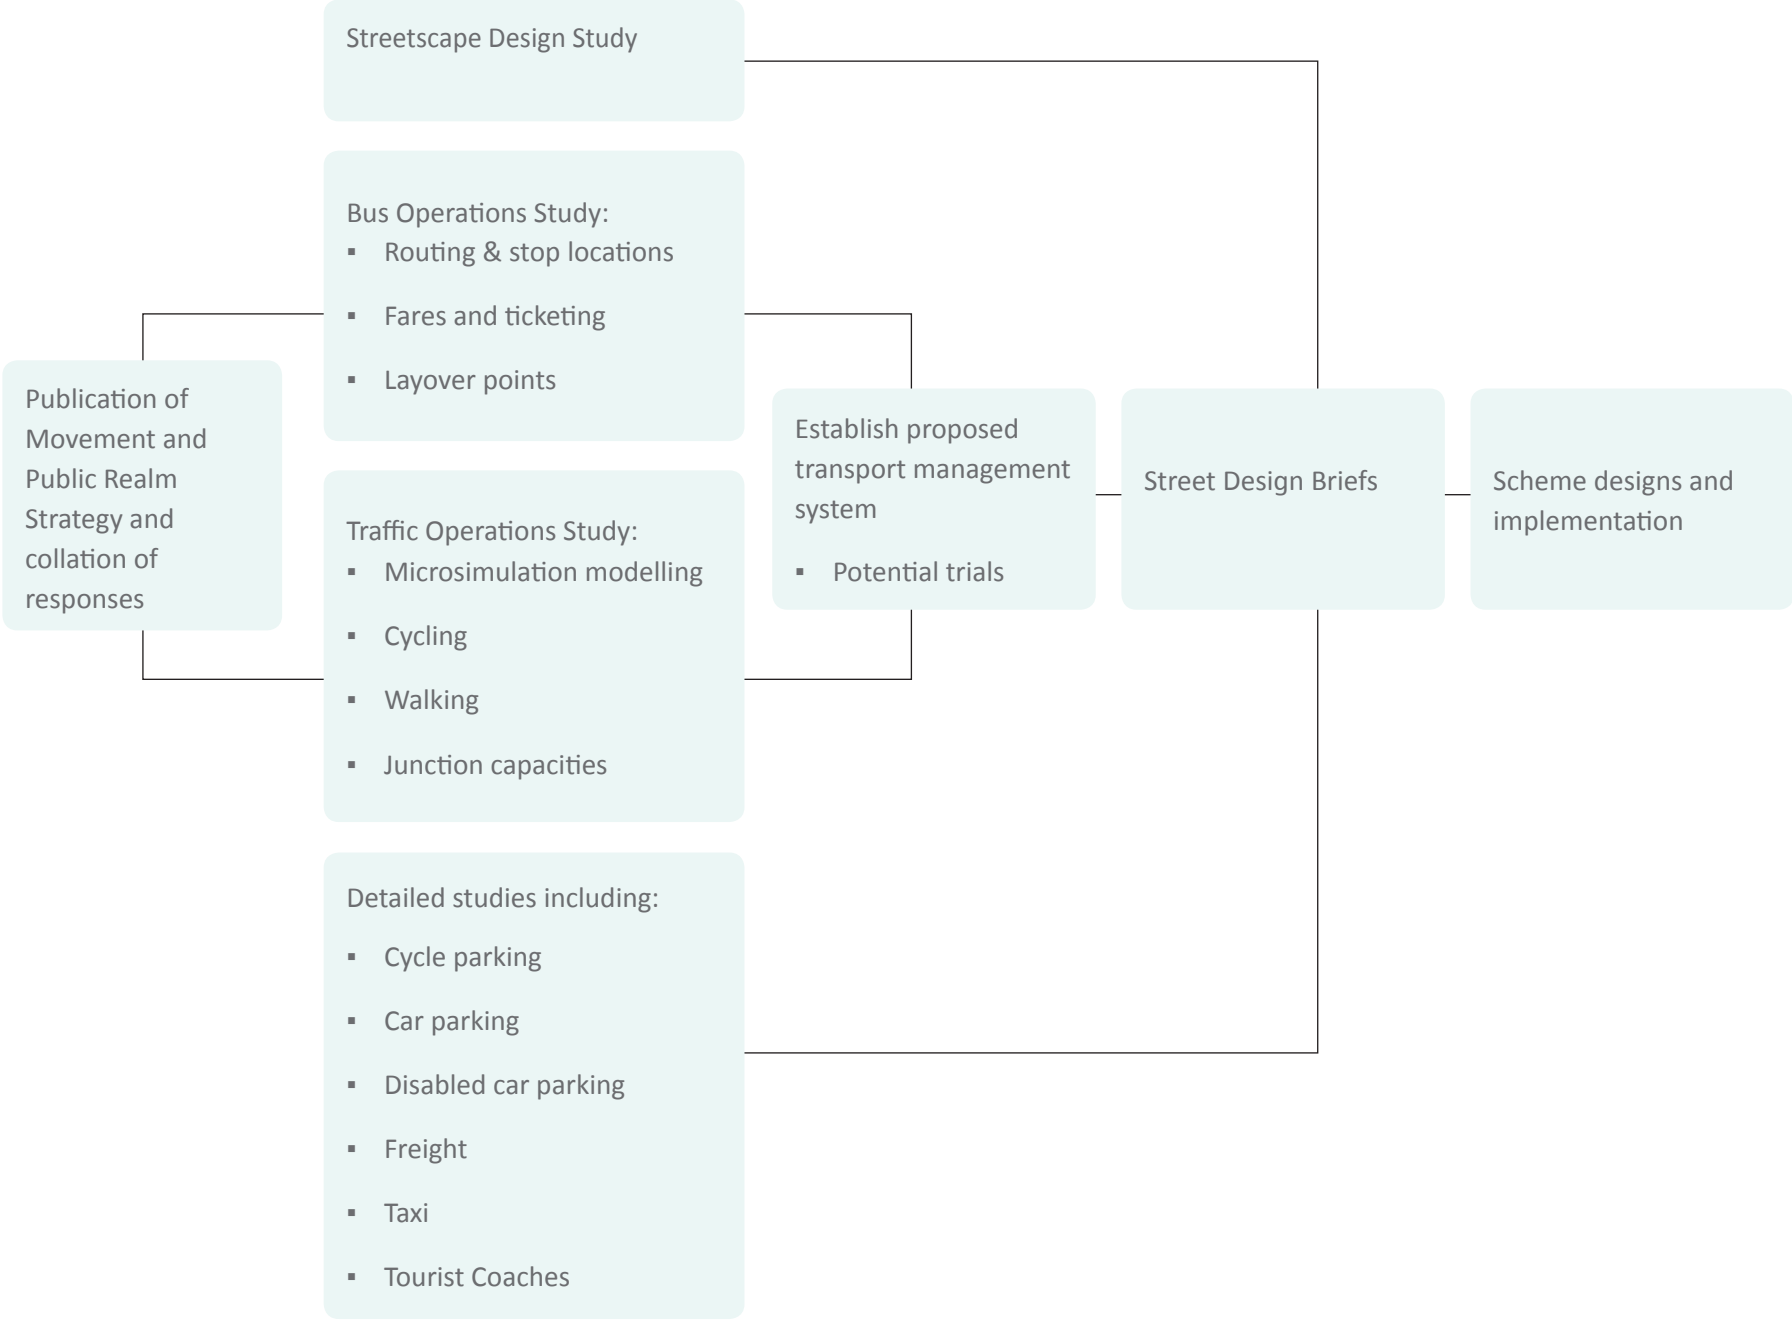 Streetscape Design Study
Bus Operations Study:
▪ Routing & stop locations
▪ Fares and ticketing
▪ Layover points
Publication of
Movement and
Public Realm
Strategy and
collation of
responses
Traffic Operations Study:
▪ Microsimulation modelling
▪ Cycling
▪ Walking
▪ Junction capacities
Establish proposed
transport management
system
▪ Potential trials
Street Design Briefs
Scheme designs and
implementation
Detailed studies including:
▪ Cycle parking
▪ Car parking
▪ Disabled car parking
▪ Freight
▪ Taxi
▪ Tourist Coaches